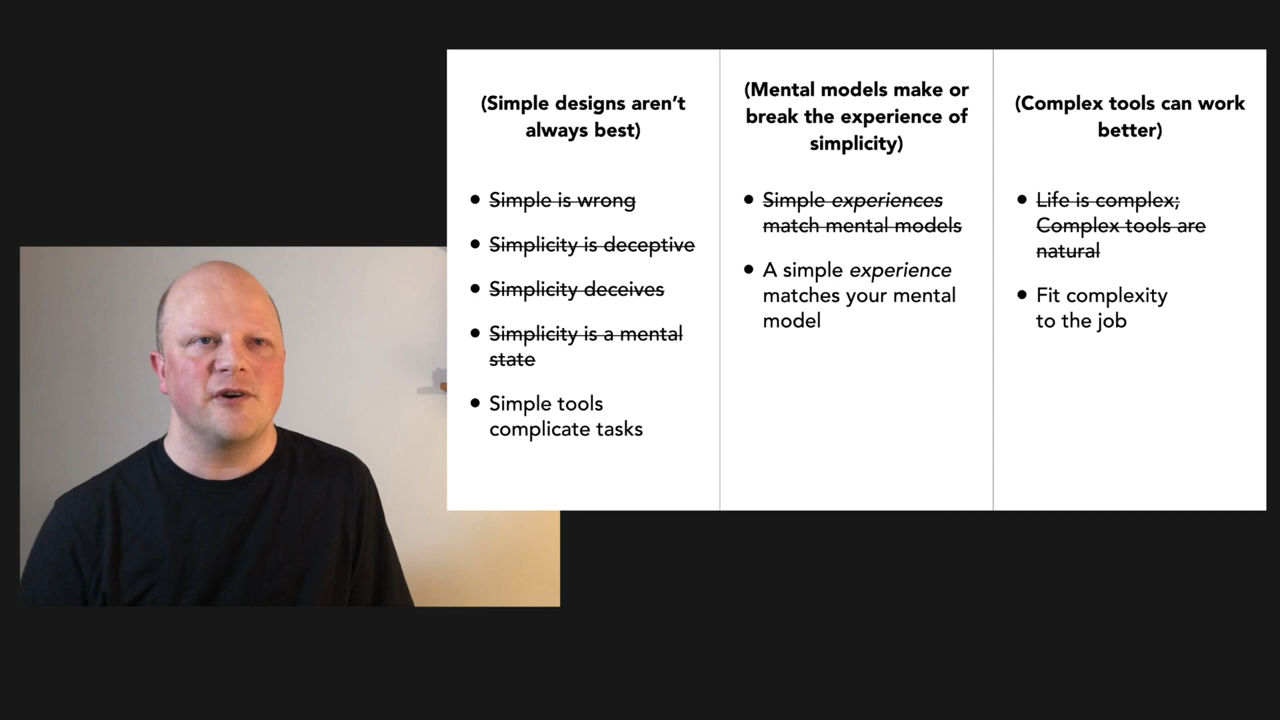 (Simple designs aren’t
always best)
Simple is wrong
Simplicity is deceptive
Simplicity deceives
Simplicity is a mental
state
Simple tools
complicate tasks
(Mental models make or
break the experience of
simplicity)
Simple experiences
match mental models
A simple experience
matches your mental
model
(Complex tools can work
better)
Life is complex;
Complex tools are
natural
Fit complexity
to the job